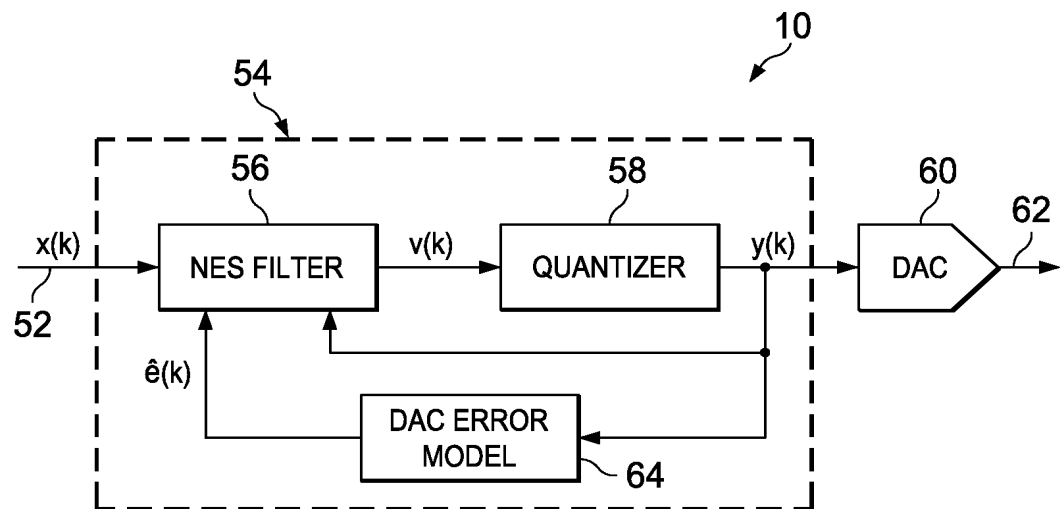 10
54
56
58
60
62
x(k)
NES FILTER
v(k)
QUANTIZER
y(k)
DAC
52
ê(k)
DAC ERROR
MODEL
64